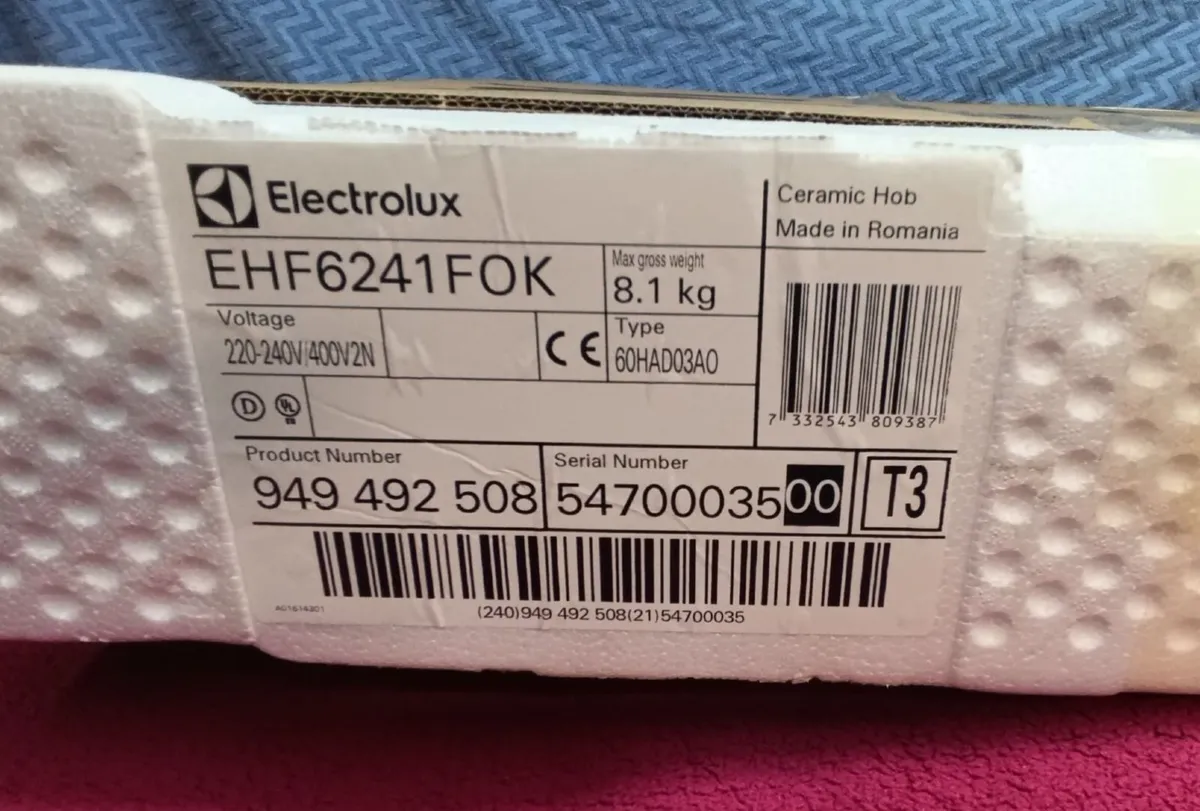 Electrolux
Ceramic Hob
Made in Romania
EHF6241FOK
Max gross weight
8.1 kg
Voltage
220-240V/400V2N
CE
Type
60HAD03AO
7 332543 809387
D UL
Product Number
949 492 508
Serial Number
5470003500
T3
(240)949 492 508(21)54700035